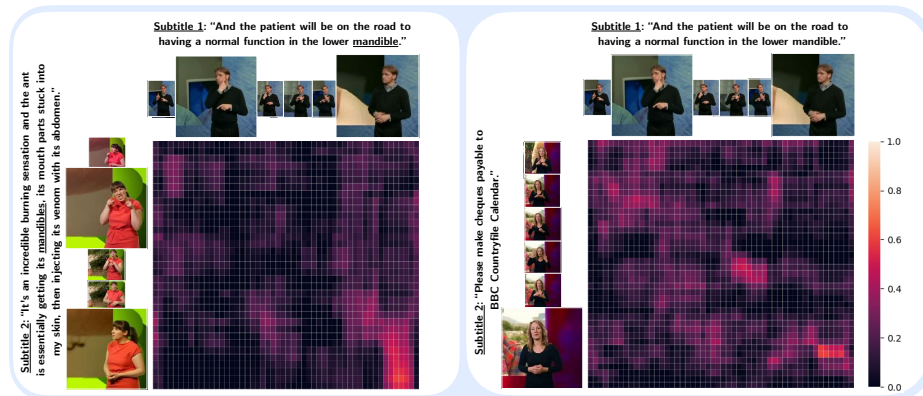 Subtitle 1: “And the patient will be on the road to
having a normal function in the lower mandible.”
Subtitle 2: “It’s an incredible burning sensation and the ant
is essentially getting its mandibles, its mouth parts stuck into
my skin, then injecting its venom with its abdomen.”
Subtitle 1: “And the patient will be on the road to
having a normal function in the lower mandible.”
Subtitle 2: “Please make cheques payable to
BBC Countryfile Calendar.”
1.0
0.8
0.6
0.4
0.2
0.0